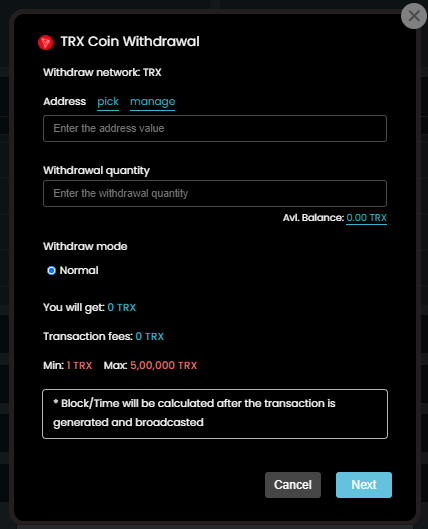 TRX Coin Withdrawal
Withdraw network: TRX
Address pick manage
Enter the address value
Withdrawal quantity
Enter the withdrawal quantity
Avl. Balance: 0.00 TRX
Withdraw mode
Normal
You will get: 0 TRX
Transaction fees: 0 TRX
Min: 1 TRX Max: 5,00,000 TRX
* Block/Time will be calculated after the transaction is
generated and broadcasted
Cancel Next